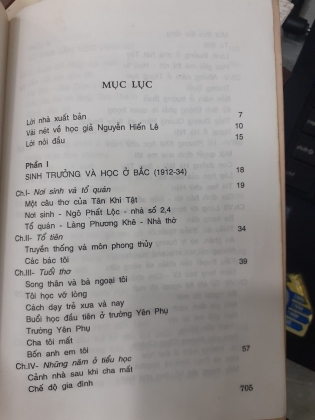 MỤC LỤC
Lời nhà xuất bản 7
Vài nét về học giả Nguyễn Hiến Lê 10
Lời nói đầu 15
Phần I
SINH TRƯỞNG VÀ HỌC Ở BẮC (1912-34) 18
Ch.I- Nơi sinh và tổ quán 19
Một câu thơ của Tân Khí Tật
Nơi sinh - Ngõ Phất Lộc - nhà số 2,4
Tổ quán - Làng Phương Khê - Nhà thờ
Ch.II- Tổ tiên 34
Truyền thống và môn phong thủy
Các bác tôi
Ch.III- Tuổi thơ 39
Song thân và bà ngoại tôi
Tôi học vỡ lòng
Cách dạy trẻ xưa và nay
Buổi học đầu tiên ở trường Yên Phụ
Trường Yên Phụ
Cha tôi mất
Bốn anh em tôi
Ch.IV- Những năm ở tiểu học 57
Cảnh nhà sau khi cha mất
Chế độ gia đình
705